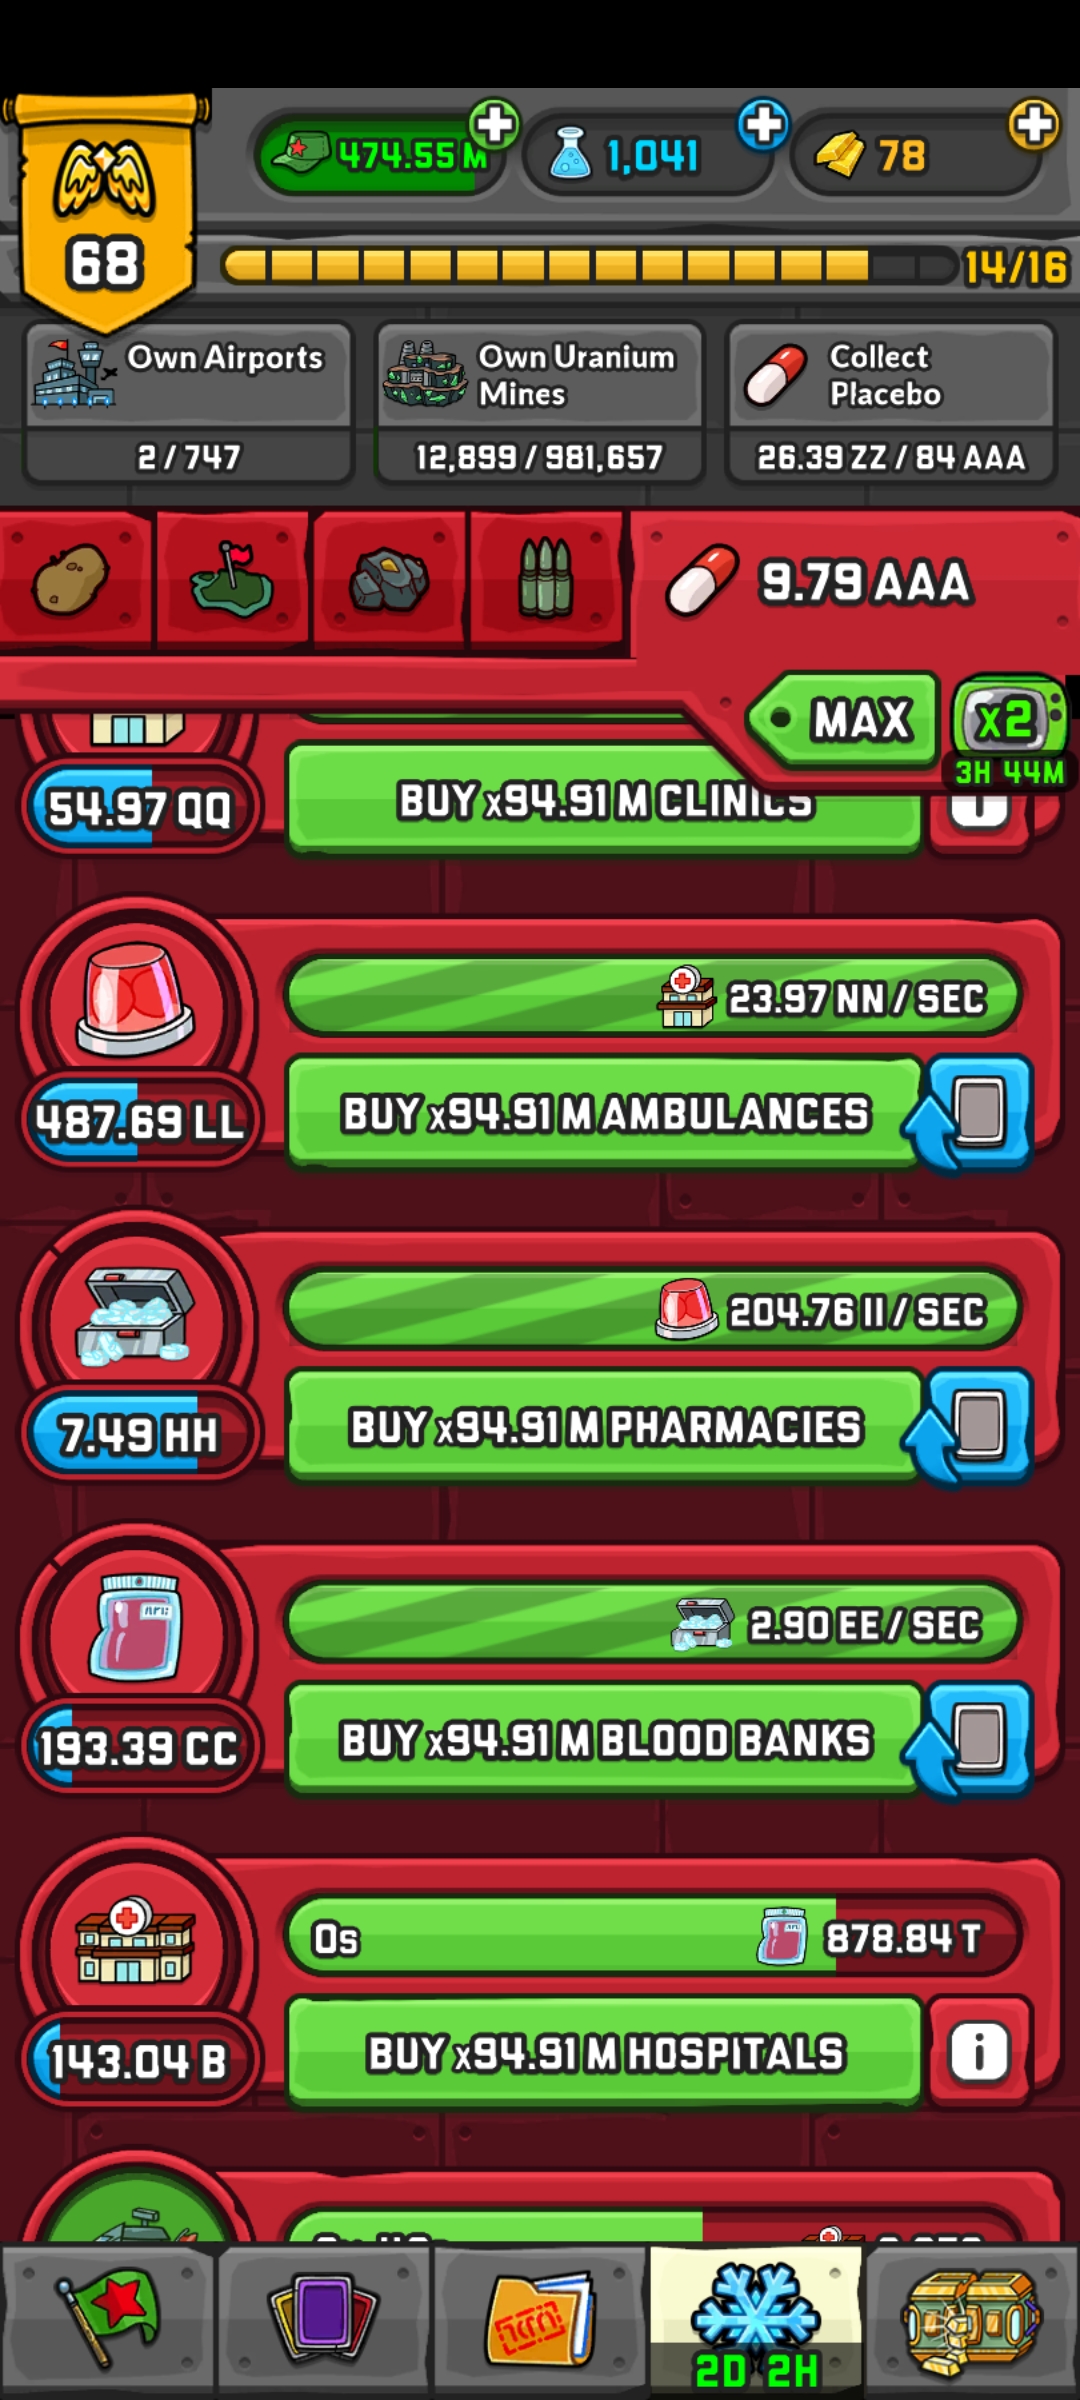 474.55 M
1,041
78
68
14/16
Own Airports
2 / 747
Own Uranium
Mines
12,899 / 981,657
Collect
Placebo
26.39 ZZ / 84 AAA
9.79 AAA
MAX
x2
3H 44M
54.97 QQ
BUY x94.91 M CLINICS
23.97 NN / SEC
487.69 LL
BUY x94.91 M AMBULANCES
204.76 II / SEC
7.49 HH
BUY x94.91 M PHARMACIES
2.90 EE / SEC
193.39 CC
BUY x94.91 M BLOOD BANKS
0s
878.84 T
143.04 B
BUY x94.91 M HOSPITALS
i
2D 2H